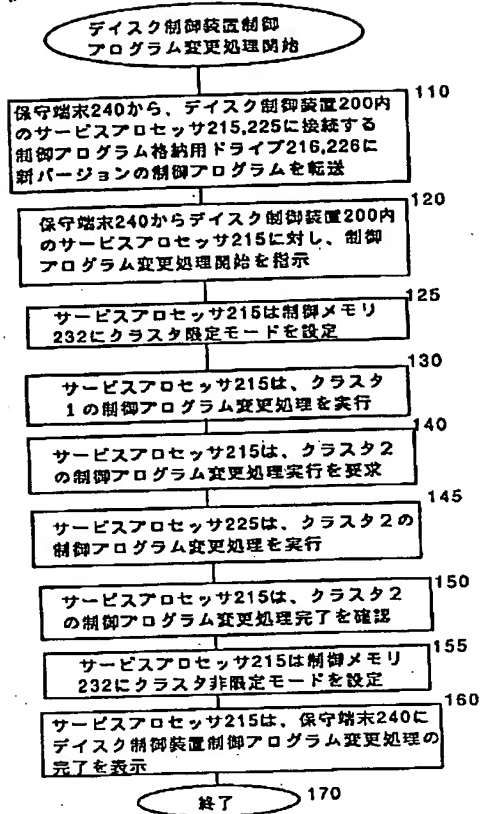 ディスク制御装置制御
プログラム変更処理開始
110
保守端末240から、ディスク制御装置200内
のサービスプロセッサ215,225に接続する
制御プログラム格納用ドライブ216,226に
新バージョンの制御プログラムを転送
120
保守端末240からディスク制御装置200内
のサービスプロセッサ215に対し、制御
プログラム変更処理開始を指示
125
サービスプロセッサ215は制御メモリ
232にクラスタ限定モードを設定
130
サービスプロセッサ215は、クラスタ
1の制御プログラム変更処理を実行
140
サービスプロセッサ215は、クラスタ2
の制御プログラム変更処理実行を要求
145
サービスプロセッサ225は、クラスタ2の
制御プログラム変更処理を実行
150
サービスプロセッサ215は、クラスタ2
の制御プログラム変更処理完了を確認
155
サービスプロセッサ215は制御メモリ
232にクラスタ非限定モードを設定
160
サービスプロセッサ215は、保守端末240に
ディスク制御装置制御プログラム変更処理の
完了を表示
終了 170